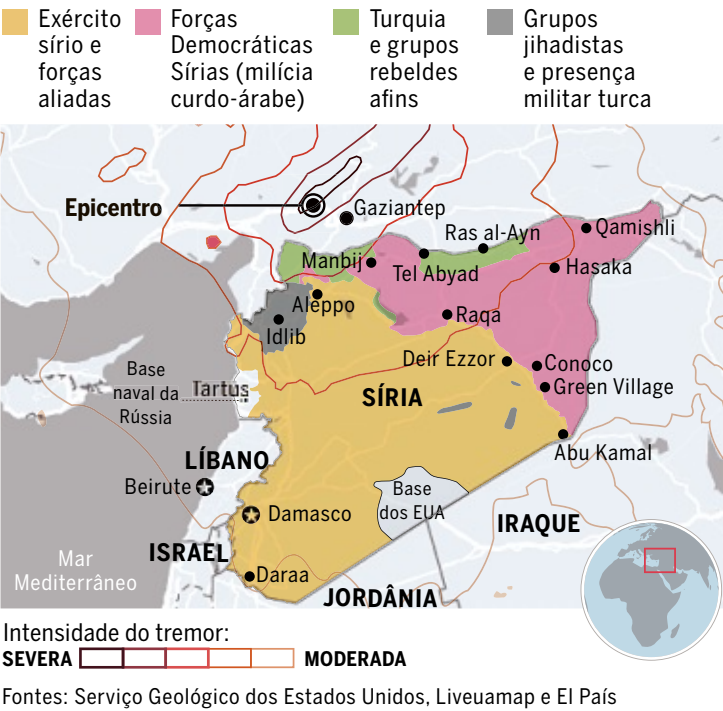 Exército
sírio e
forças
aliadas
Forças
Democráticas
Sírias (milícia
curdo-árabe)
Turquia
e grupos
rebeldes
afins
Grupos
jihadistas
e presença
militar turca
Epicentro
Gaziantep
Ras al-Ayn
Qamishli
Manbij
Tel Abyad
Hasaka
Aleppo
Raqa
Idlib
Deir Ezzor
Conoco
Base
naval da
Rússia
Tartus
Green Village
SÍRIA
Abu Kamal
LÍBANO
Beirute
Base
dos EUA
Damasco
IRAQUE
ISRAEL
Mar
Mediterrâneo
Daraa
JORDÂNIA
Intensidade do tremor:
SEVERA MODERADA
Fontes: Serviço Geológico dos Estados Unidos, Liveuamap e El País